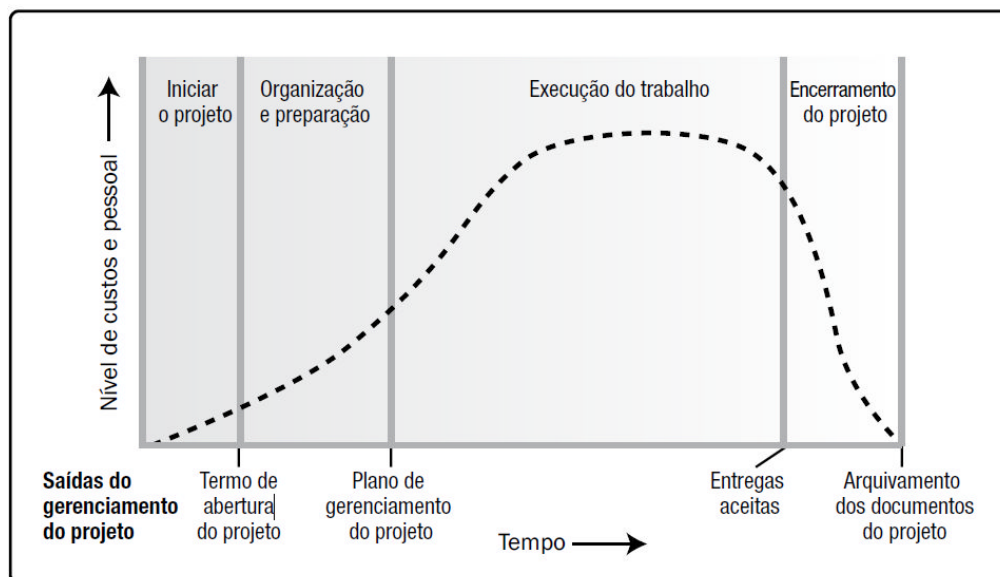 Iniciar
o projeto
Organização
e preparação
Execução do trabalho
Encerramento
do projeto
Nível de custos e pessoal
Saídas do
gerenciamento
do projeto
Termo de
abertura
do projeto
Plano de
gerenciamento
do projeto
Entregas
aceitas
Arquivamento
dos documentos
do projeto
Tempo